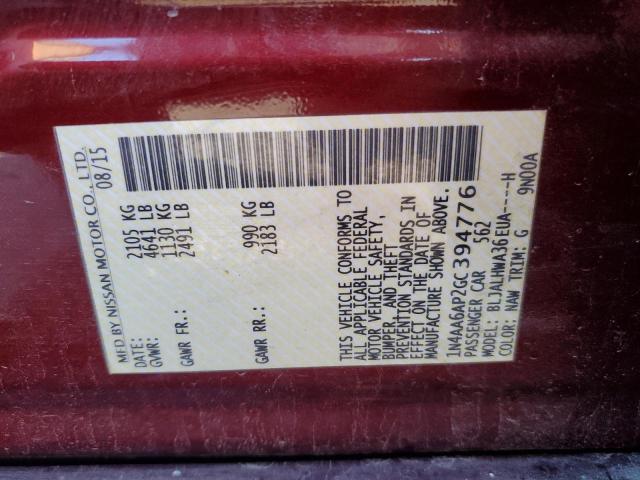 MFD BY NISSAN MOTOR CO., LTD.
DATE: 08/15
GVWR: 2105 KG
4641 LB
GAWR FR.: 1130 KG
2491 LB
GAWR RR.: 990 KG
2183 LB
THIS VEHICLE CONFORMS TO
ALL APPLICABLE FEDERAL
MOTOR VEHICLE SAFETY,
BUMPER, AND THEFT
PREVENTION STANDARDS IN
EFFECT ON THE DATE OF
MANUFACTURE SHOWN ABOVE.
1N4AA6AP2GC394776
PASSENGER CAR 562
MODEL: BLJALHWA36EUA----H
COLOR: NAW TRIM: G 9N00A